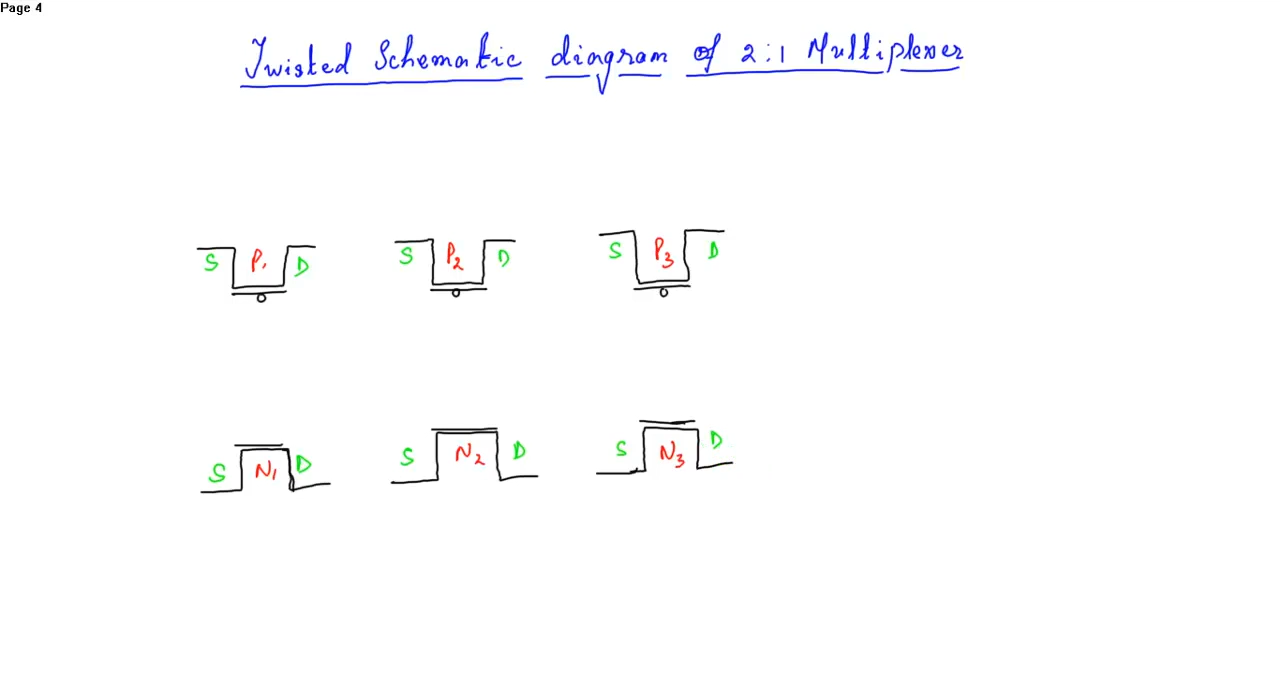 Page 4
Twisted Schematic diagram of 2:1 Multiplexer
S P1 D S P2 D S P3 D
S N1 D S N2 D S N3 D